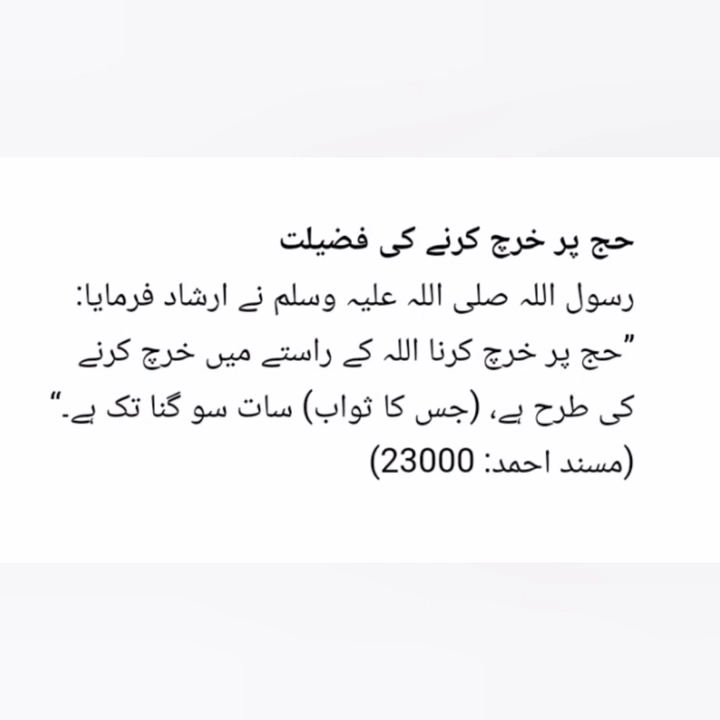 حج پر خرچ کرنے کی فضیلت
رسول اللہ صلی اللہ علیہ وسلم نے ارشاد فرمایا:
”حج پر خرچ کرنا اللہ کے راستے میں خرچ کرنے
کی طرح ہے، (جس کا ثواب) سات سو گنا تک ہے۔“
(مسند احمد: 23000)